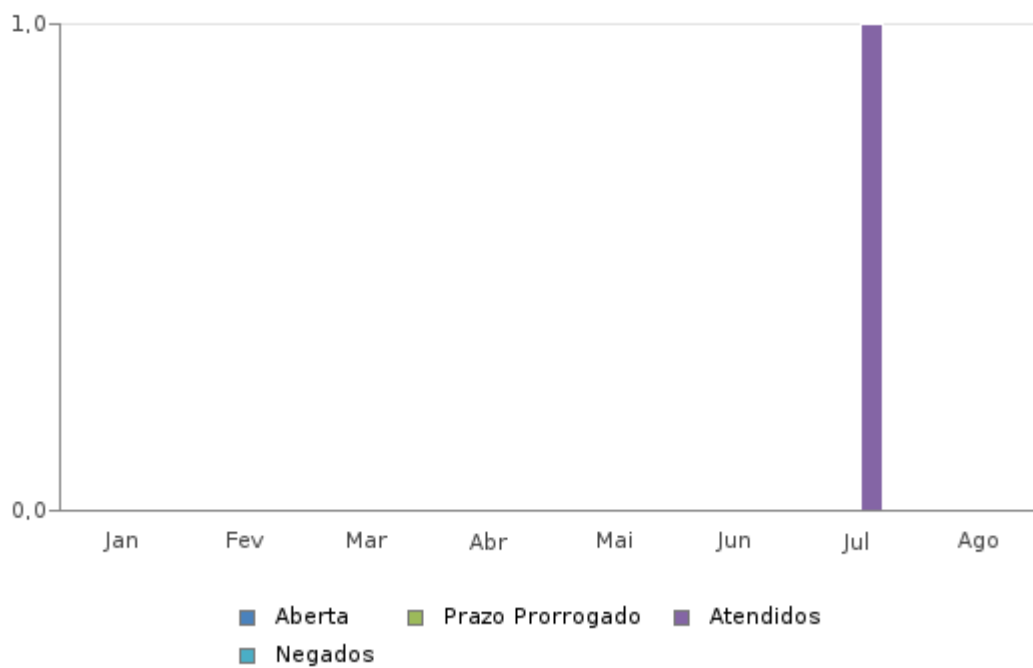 1,0
0,0
Jan Fev Mar Abr Mai Jun Jul Ago
Aberta Prazo Prorrogado Atendidos
Negados